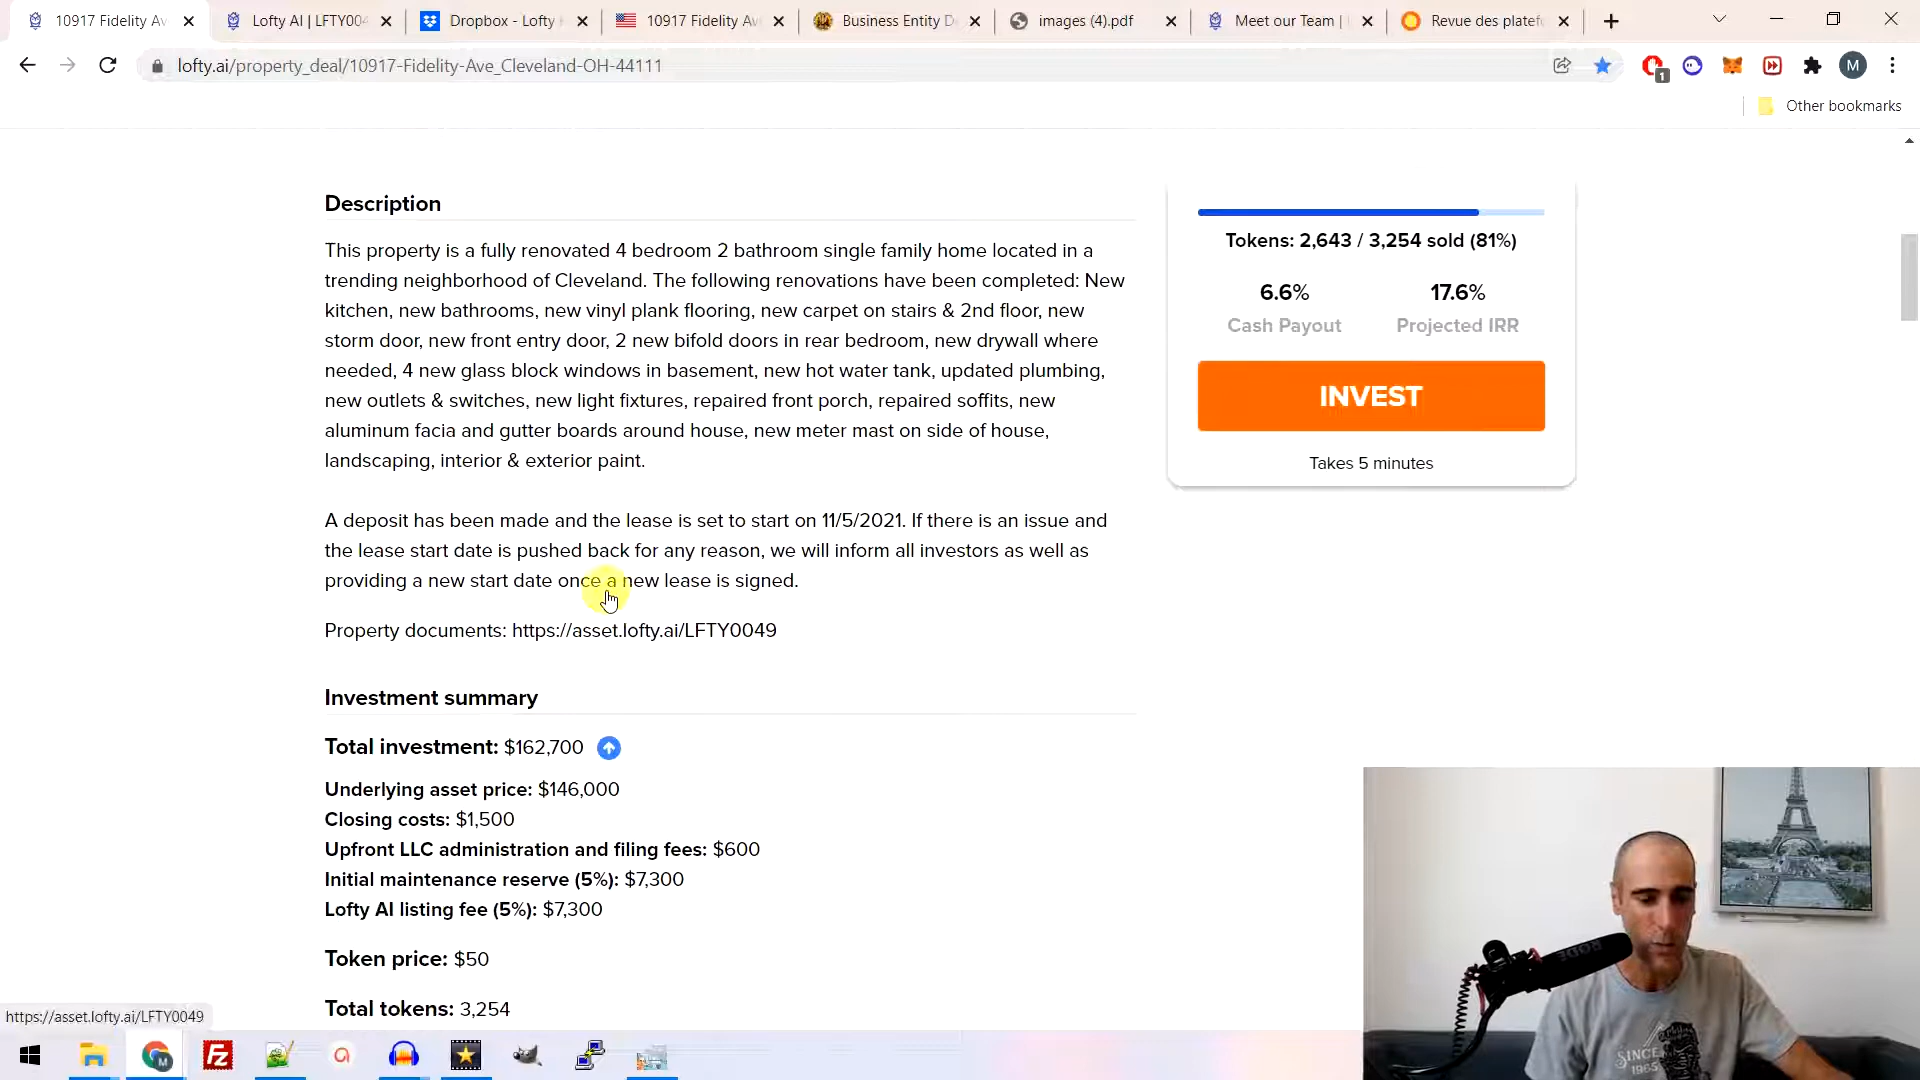 10917 Fidelity Av
Lofty AI | LFTY004
Dropbox - Lofty
10917 Fidelity Av
Business Entity D
images (4).pdf
Meet our Team |
Revue des platef
lofty.ai/property_deal/10917-Fidelity-Ave_Cleveland-OH-44111
1
M
Other bookmarks
Description
This property is a fully renovated 4 bedroom 2 bathroom single family home located in a
trending neighborhood of Cleveland. The following renovations have been completed: New
kitchen, new bathrooms, new vinyl plank flooring, new carpet on stairs & 2nd floor, new
storm door, new front entry door, 2 new bifold doors in rear bedroom, new drywall where
needed, 4 new glass block windows in basement, new hot water tank, updated plumbing,
new outlets & switches, new light fixtures, repaired front porch, repaired soffits, new
aluminum facia and gutter boards around house, new meter mast on side of house,
landscaping, interior & exterior paint.
A deposit has been made and the lease is set to start on 11/5/2021. If there is an issue and
the lease start date is pushed back for any reason, we will inform all investors as well as
providing a new start date once a new lease is signed.
Property documents: https://asset.lofty.ai/LFTY0049
Investment summary
Total investment: $162,700
Underlying asset price: $146,000
Closing costs: $1,500
Upfront LLC administration and filing fees: $600
Initial maintenance reserve (5%): $7,300
Lofty AI listing fee (5%): $7,300
Token price: $50
Total tokens: 3,254
Tokens: 2,643 / 3,254 sold (81%)
6.6%
Cash Payout
17.6%
Projected IRR
INVEST
Takes 5 minutes
https://asset.lofty.ai/LFTY0049
RODE
SINCE
1965